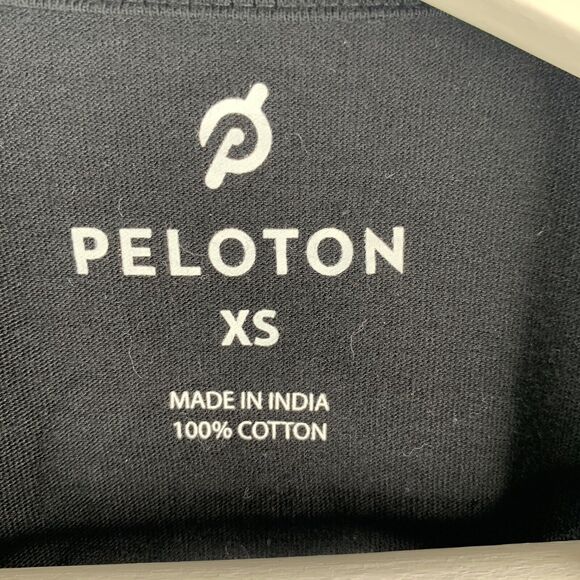 PELOTON
XS
MADE IN INDIA
100% COTTON